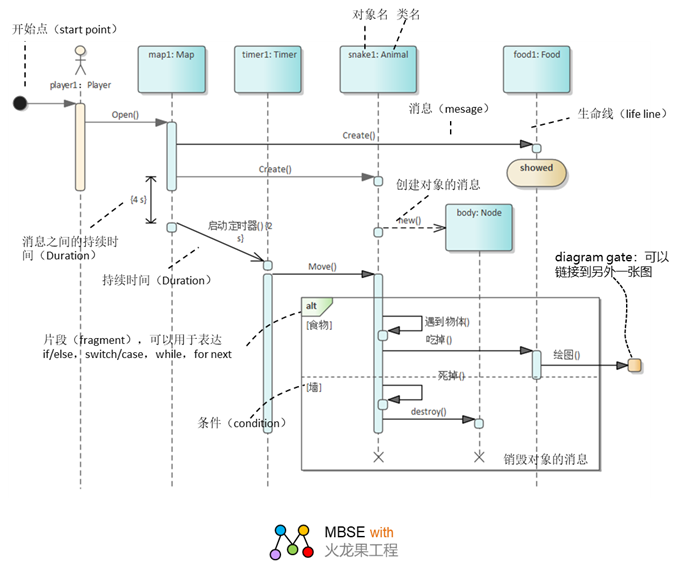 对象名 类名
开始点（start point）
player1: Player
map1: Map
timer1: Timer
snake1: Animal
food1: Food
消息（mesage）
生命线（life line）
Open()
Create()
showed
Create()
{4 s}
创建对象的消息
new()
body: Node
启动定时器() {2
s}
消息之间的持续时
间（Duration）
持续时间（Duration）
diagram gate：可以
链接到另外一张图
Move()
alt
[食物]
遇到物体()
片段（fragment），可以用于表达
if/else，switch/case，while，for next
吃掉()
绘图()
死掉()
[墙]
条件（condition）
destroy()
销毁对象的消息
MBSE with
火龙果工程